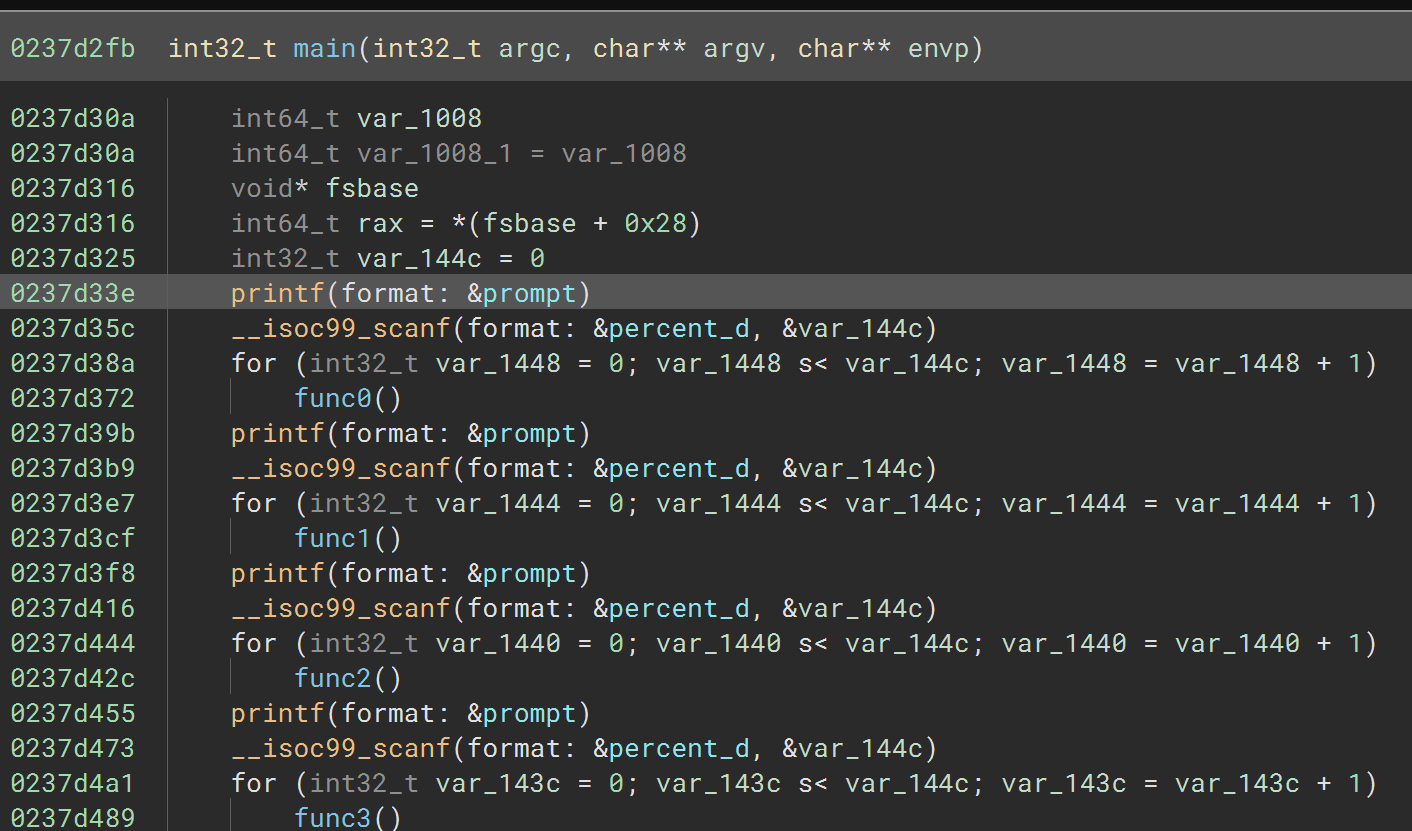 0237d2fb int32_t main(int32_t argc, char** argv, char** envp)
0237d30a int64_t var_1008
0237d30a int64_t var_1008_1 = var_1008
0237d316 void* fsbase
0237d316 int64_t rax = *(fsbase + 0x28)
0237d325 int32_t var_144c = 0
0237d33e printf(format: &prompt)
0237d35c __isoc99_scanf(format: &percent_d, &var_144c)
0237d38a for (int32_t var_1448 = 0; var_1448 s< var_144c; var_1448 = var_1448 + 1)
0237d372 func0()
0237d39b printf(format: &prompt)
0237d3b9 __isoc99_scanf(format: &percent_d, &var_144c)
0237d3e7 for (int32_t var_1444 = 0; var_1444 s< var_144c; var_1444 = var_1444 + 1)
0237d3cf func1()
0237d3f8 printf(format: &prompt)
0237d416 __isoc99_scanf(format: &percent_d, &var_144c)
0237d444 for (int32_t var_1440 = 0; var_1440 s< var_144c; var_1440 = var_1440 + 1)
0237d42c func2()
0237d455 printf(format: &prompt)
0237d473 __isoc99_scanf(format: &percent_d, &var_144c)
0237d4a1 for (int32_t var_143c = 0; var_143c s< var_144c; var_143c = var_143c + 1)
0237d489 func3()